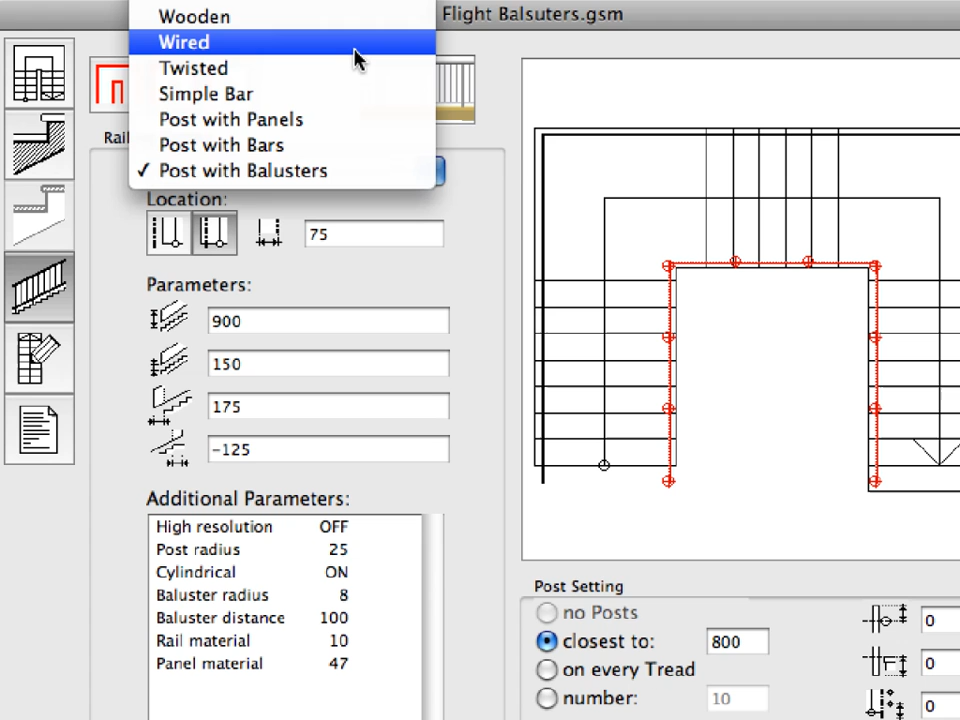 Flight Balsuters.gsm
Wooden
Wired
Twisted
Simple Bar
Post with Panels
Post with Bars
✓ Post with Balusters
Rail
Location:
75
Parameters:
900
150
175
-125
Additional Parameters:
High resolution OFF
Post radius 25
Cylindrical ON
Baluster radius 8
Baluster distance 100
Rail material 10
Panel material 47
Post Setting
no Posts
closest to: 800
on every Tread
number: 10
0
0
0